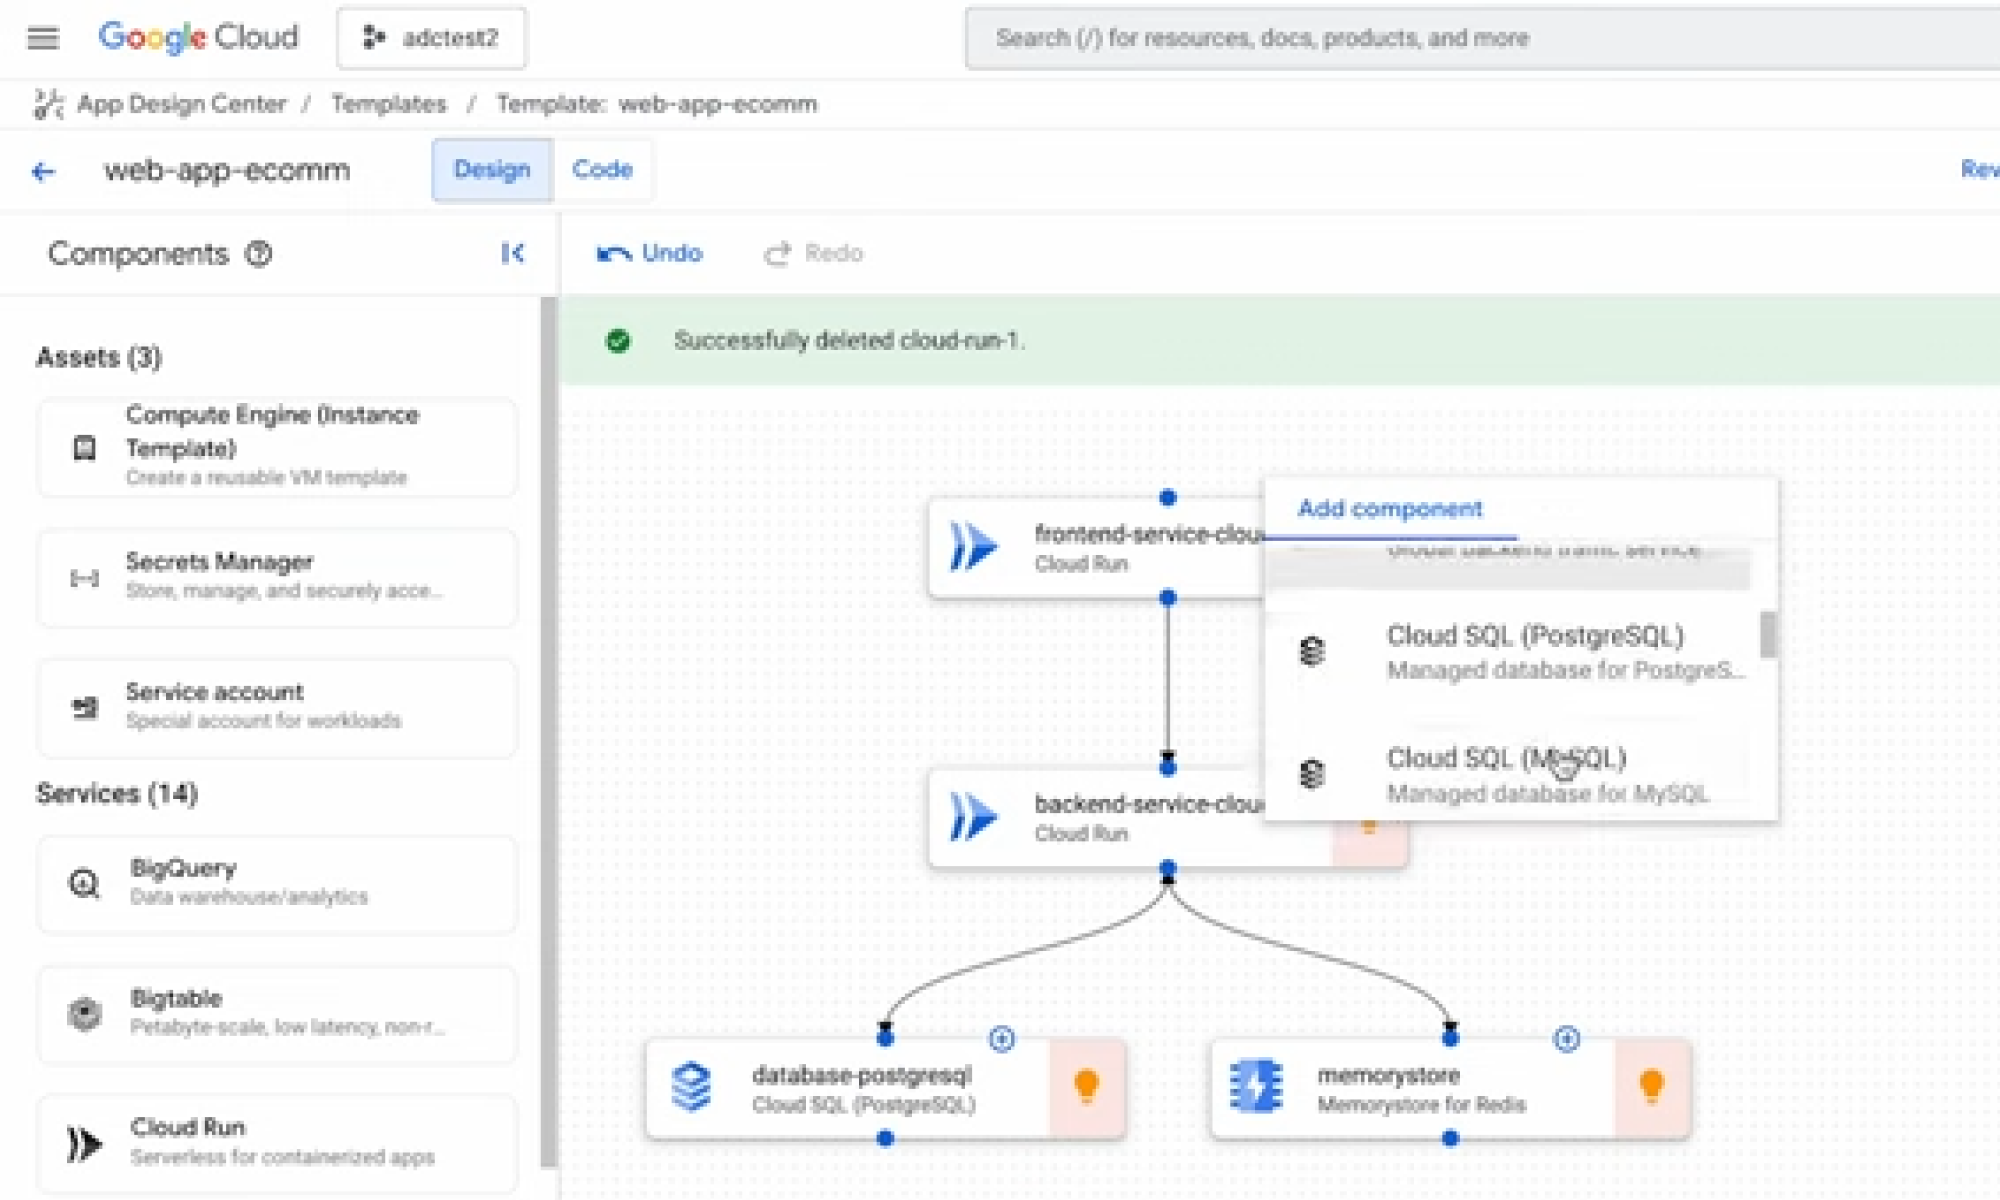 Google Cloud
adctest2
Search (/) for resources, docs, products, and more
App Design Center / Templates / Template: web-app-ecomm
web-app-ecomm
Design
Code
Rev
Components
Undo
Redo
Successfully deleted cloud-run-1.
Assets (3)
Compute Engine (Instance
Template)
Create a reusable VM template
Secrets Manager
Store, manage, and securely acce...
Service account
Special account for workloads
Services (14)
BigQuery
Data warehouse/analytics
Bigtable
Petabyte-scale, low latency, non-r...
Cloud Run
Serverless for containerized apps
frontend-service-clou
Cloud Run
Add component
Global backend traffic service...
Cloud SQL (PostgreSQL)
Managed database for PostgreS...
Cloud SQL (MySQL)
Managed database for MySQL
backend-service-clou
Cloud Run
database-postgresql
Cloud SQL (PostgreSQL)
memorystore
Memorystore for Redis